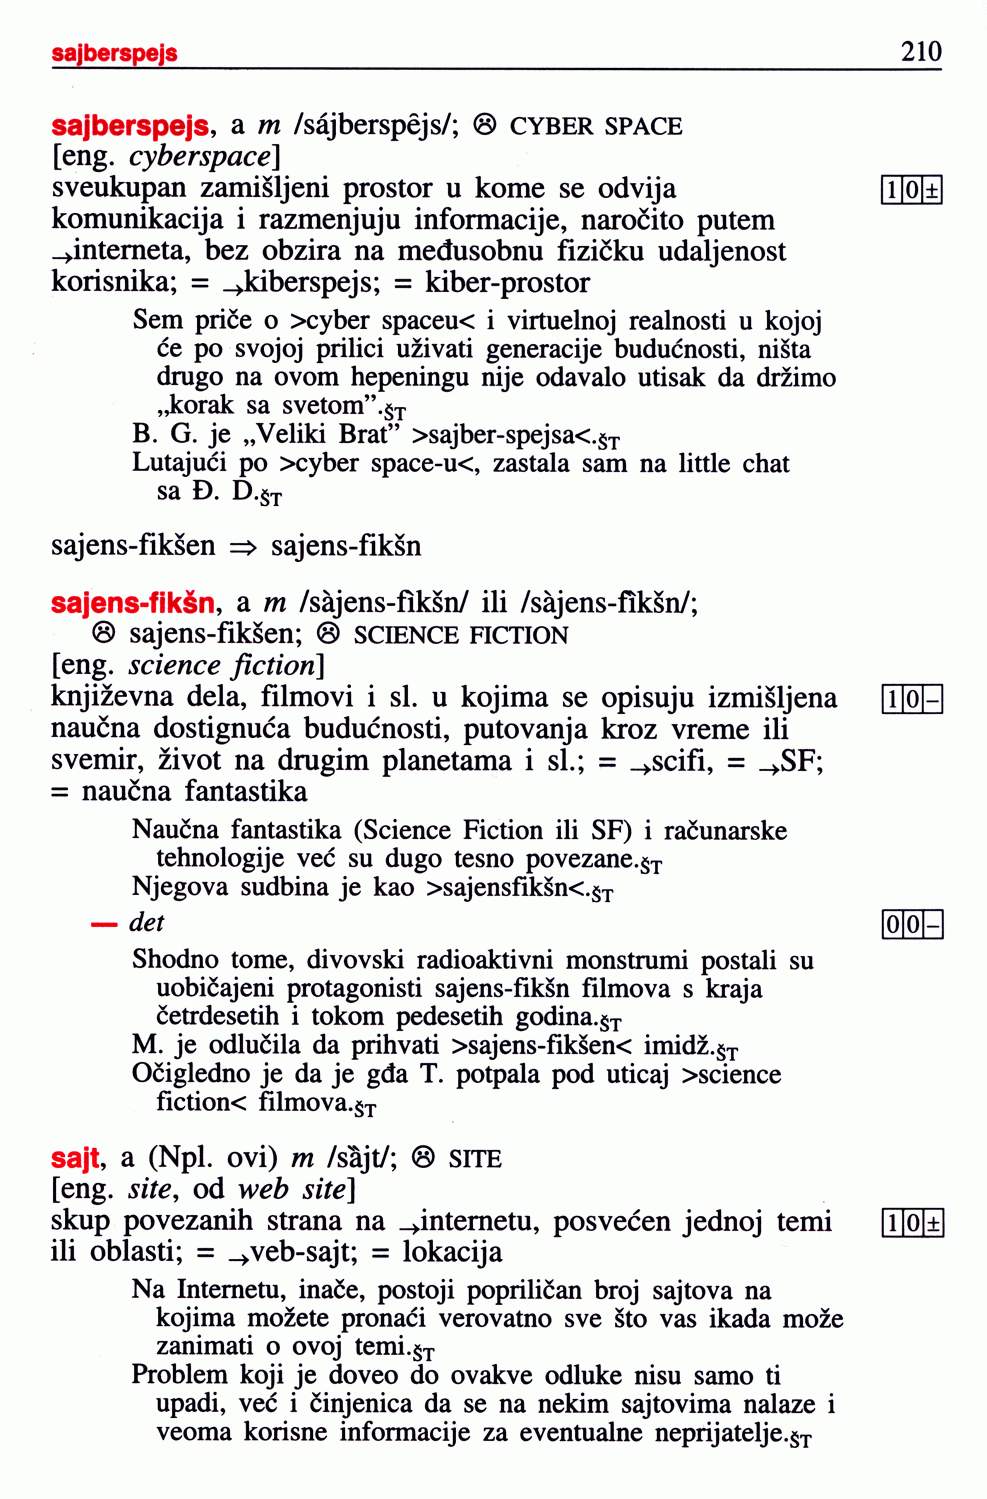 sajberspejs 210
sajberspejs, a m /sájberspêjs/; ☹ CYBER SPACE
[eng. cyberspace]
sveukupan zamišljeni prostor u kome se odvija 1|0|±
komunikacija i razmenjuju informacije, naročito putem
→interneta, bez obzira na međusobnu fizičku udaljenost
korisnika; = →kiberspejs; = kiber-prostor
Sem priče o >cyber spaceu< i virtuelnoj realnosti u kojoj
će po svojoj prilici uživati generacije budućnosti, ništa
drugo na ovom hepeningu nije odavalo utisak da držimo
„korak sa svetom”.ŠT
B. G. je „Veliki Brat” >sajber-spejsa<.ŠT
Lutajući po >cyber space-u<, zastala sam na little chat
sa Đ. D.ŠT
sajens-fikšen ⇒ sajens-fikšn
sajens-fikšn, a m /sàjens-fìkšn/ ili /sàjens-fîkšn/;
☹ sajens-fikšen; ☹ SCIENCE FICTION
[eng. science fiction]
književna dela, filmovi i sl. u kojima se opisuju izmišljena 1|0|−
naučna dostignuća budućnosti, putovanja kroz vreme ili
svemir, život na drugim planetama i sl.; = →scifi, = →SF;
= naučna fantastika
Naučna fantastika (Science Fiction ili SF) i računarske
tehnologije već su dugo tesno povezane.ŠT
Njegova sudbina je kao >sajensfikšn<.ŠT
— det 0|0|−
Shodno tome, divovski radioaktivni monstrumi postali su
uobičajeni protagonisti sajens-fikšn filmova s kraja
četrdesetih i tokom pedesetih godina.ŠT
M. je odlučila da prihvati >sajens-fikšen< imidž.ŠT
Očigledno je da je gđa T. potpala pod uticaj >science
fiction< filmova.ŠT
sajt, a (Npl. ovi) m /sȁjt/; ☹ SITE
[eng. site, od web site]
skup povezanih strana na →internetu, posvećen jednoj temi 1|0|±
ili oblasti; = →veb-sajt; = lokacija
Na Internetu, inače, postoji popriličan broj sajtova na
kojima možete pronaći verovatno sve što vas ikada može
zanimati o ovoj temi.ŠT
Problem koji je doveo do ovakve odluke nisu samo ti
upadi, već i činjenica da se na nekim sajtovima nalaze i
veoma korisne informacije za eventualne neprijatelje.ŠT